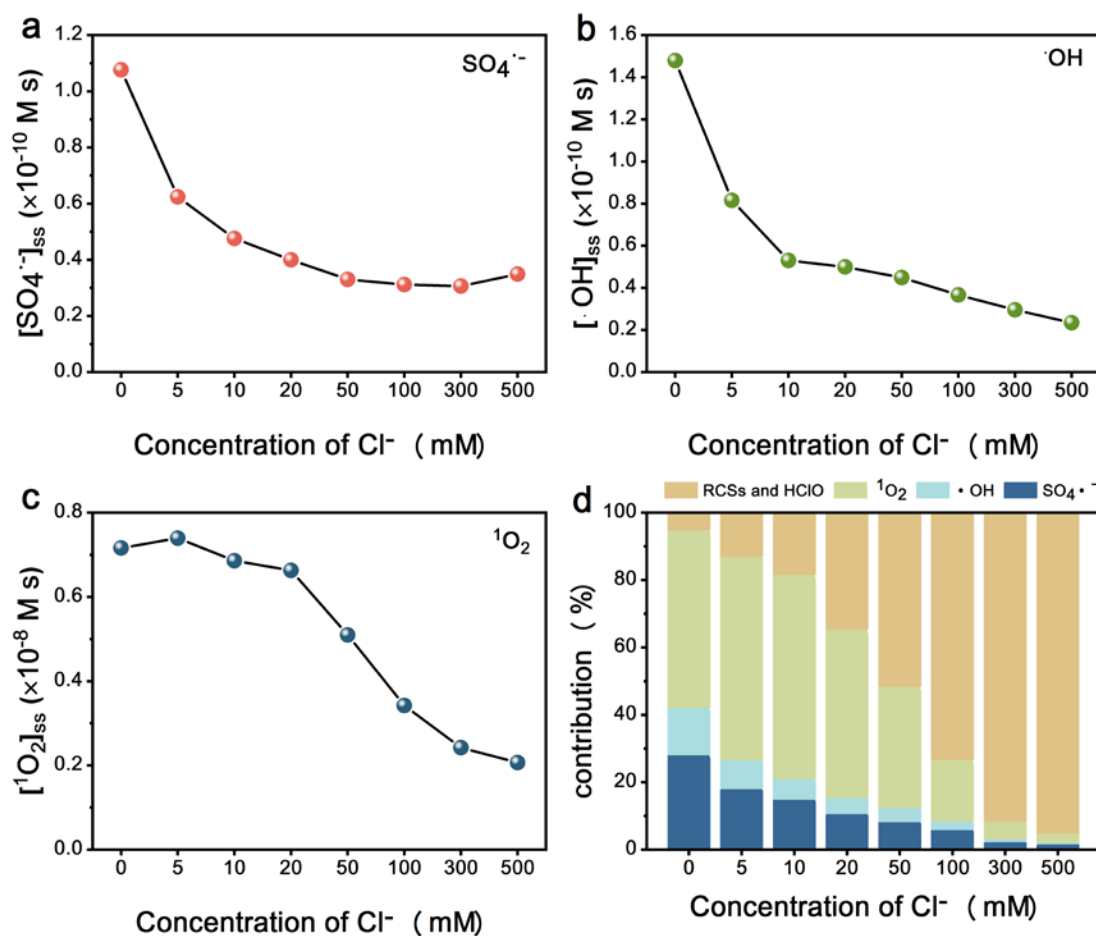 a
SO₄·⁻
[SO₄·⁻]ss (×10⁻¹⁰ M s)
1.2
1.0
0.8
0.6
0.4
0.2
0.0
0 5 10 20 50 100 300 500
Concentration of Cl⁻ ( mM)
b
·OH
[·OH]ss (×10⁻¹⁰ M s)
1.6
1.4
1.2
1.0
0.8
0.6
0.4
0.2
0.0
0 5 10 20 50 100 300 500
Concentration of Cl⁻ ( mM)
c
¹O₂
[¹O₂]ss (×10⁻⁸ M s)
0.8
0.6
0.4
0.2
0.0
0 5 10 20 50 100 300 500
Concentration of Cl⁻ ( mM)
d
RCSs and HClO ¹O₂ •OH SO₄•⁻
contribution ( %)
100
80
60
40
20
0
0 5 10 20 50 100 300 500
Concentration of Cl⁻ ( mM)